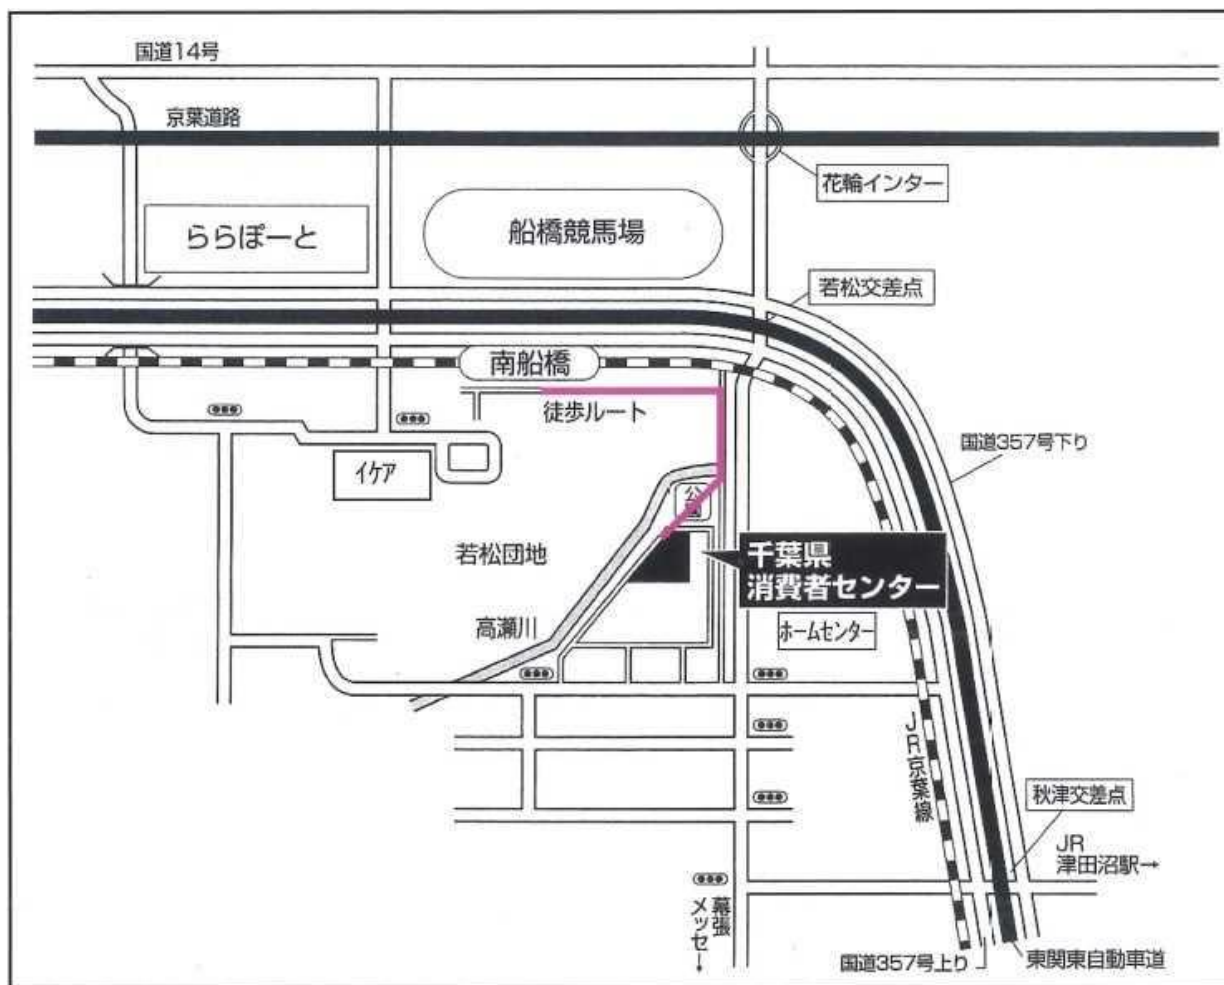 国道14号
京葉道路
花輪インター
ららぽーと
船橋競馬場
若松交差点
南船橋
徒歩ルート
国道357号下り
イケア
公園
若松団地
千葉県
消費者センター
高瀬川
ホームセンター
JR京葉線
秋津交差点
JR
津田沼駅→
幕張
メッセ→
国道357号上り
東関東自動車道